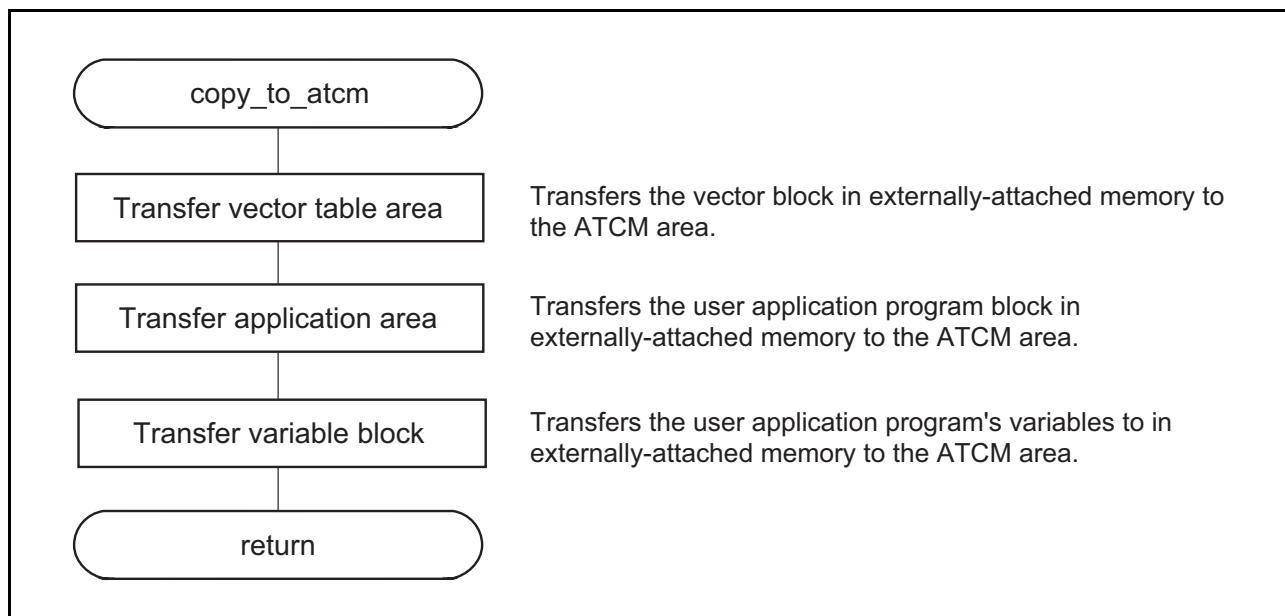 copy_to_atcm
Transfer vector table area
Transfers the vector block in externally-attached memory to
the ATCM area.
Transfer application area
Transfers the user application program block in
externally-attached memory to the ATCM area.
Transfer variable block
Transfers the user application program's variables to in
externally-attached memory to the ATCM area.
return